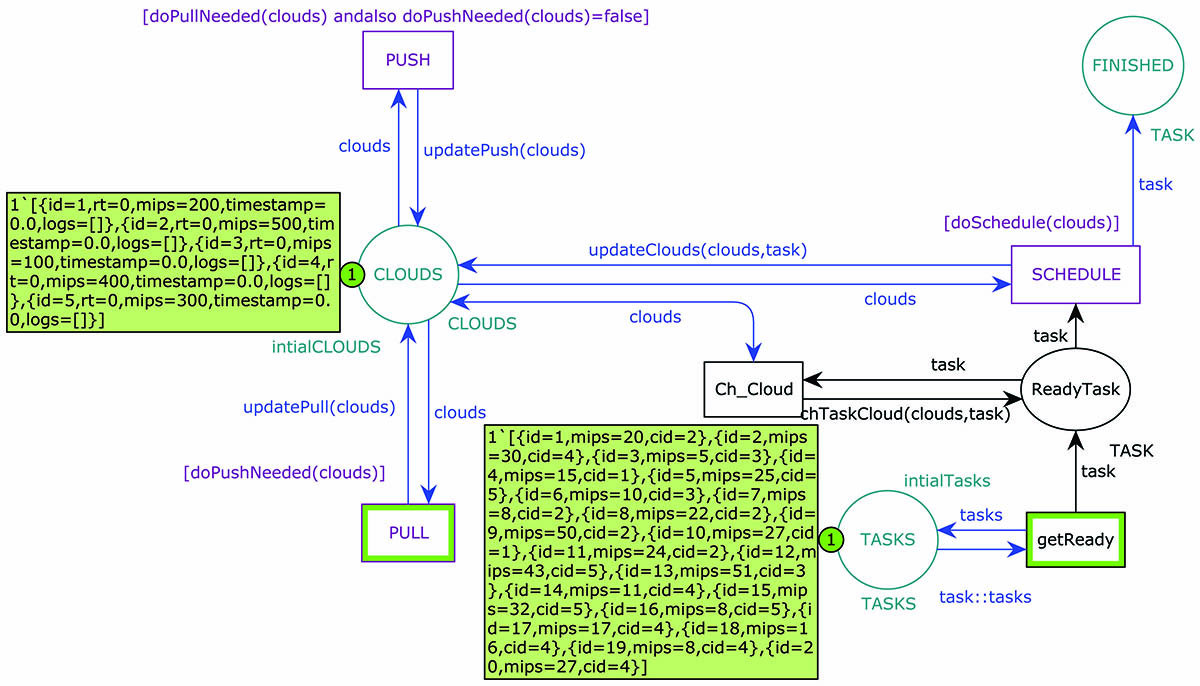 [doPullNeeded(clouds) andalso doPushNeeded(clouds)=false]
PUSH
FINISHED
TASK
clouds
updatePush(clouds)
task
1`[{id=1,rt=0,mips=200,timestamp=
0.0,logs=[]},{id=2,rt=0,mips=500,tim
estamp=0.0,logs=[]},{id=3,rt=0,mips
=100,timestamp=0.0,logs=[]},{id=4,r
t=0,mips=400,timestamp=0.0,logs=[]
},{id=5,rt=0,mips=300,timestamp=0.
0,logs=[]}]
1
CLOUDS
CLOUDS
intialCLOUDS
[doSchedule(clouds)]
updateClouds(clouds,task)
SCHEDULE
clouds
clouds
task
task
Ch_Cloud
ReadyTask
chTaskCloud(clouds,task)
updatePull(clouds)
clouds
[doPushNeeded(clouds)]
PULL
TASK
task
1`[{id=1,mips=20,cid=2},{id=2,mips
=30,cid=4},{id=3,mips=5,cid=3},{id=
4,mips=15,cid=1},{id=5,mips=25,cid=
5},{id=6,mips=10,cid=3},{id=7,mips
=8,cid=2},{id=8,mips=22,cid=2},{id=
9,mips=50,cid=2},{id=10,mips=27,cid
=1},{id=11,mips=24,cid=2},{id=12,m
ips=43,cid=5},{id=13,mips=51,cid=3
},{id=14,mips=11,cid=4},{id=15,mip
s=32,cid=5},{id=16,mips=8,cid=5},{i
d=17,mips=17,cid=4},{id=18,mips=1
6,cid=4},{id=19,mips=8,cid=4},{id=2
0,mips=27,cid=4}]
1
intialTasks
TASKS
TASKS
tasks
getReady
task::tasks